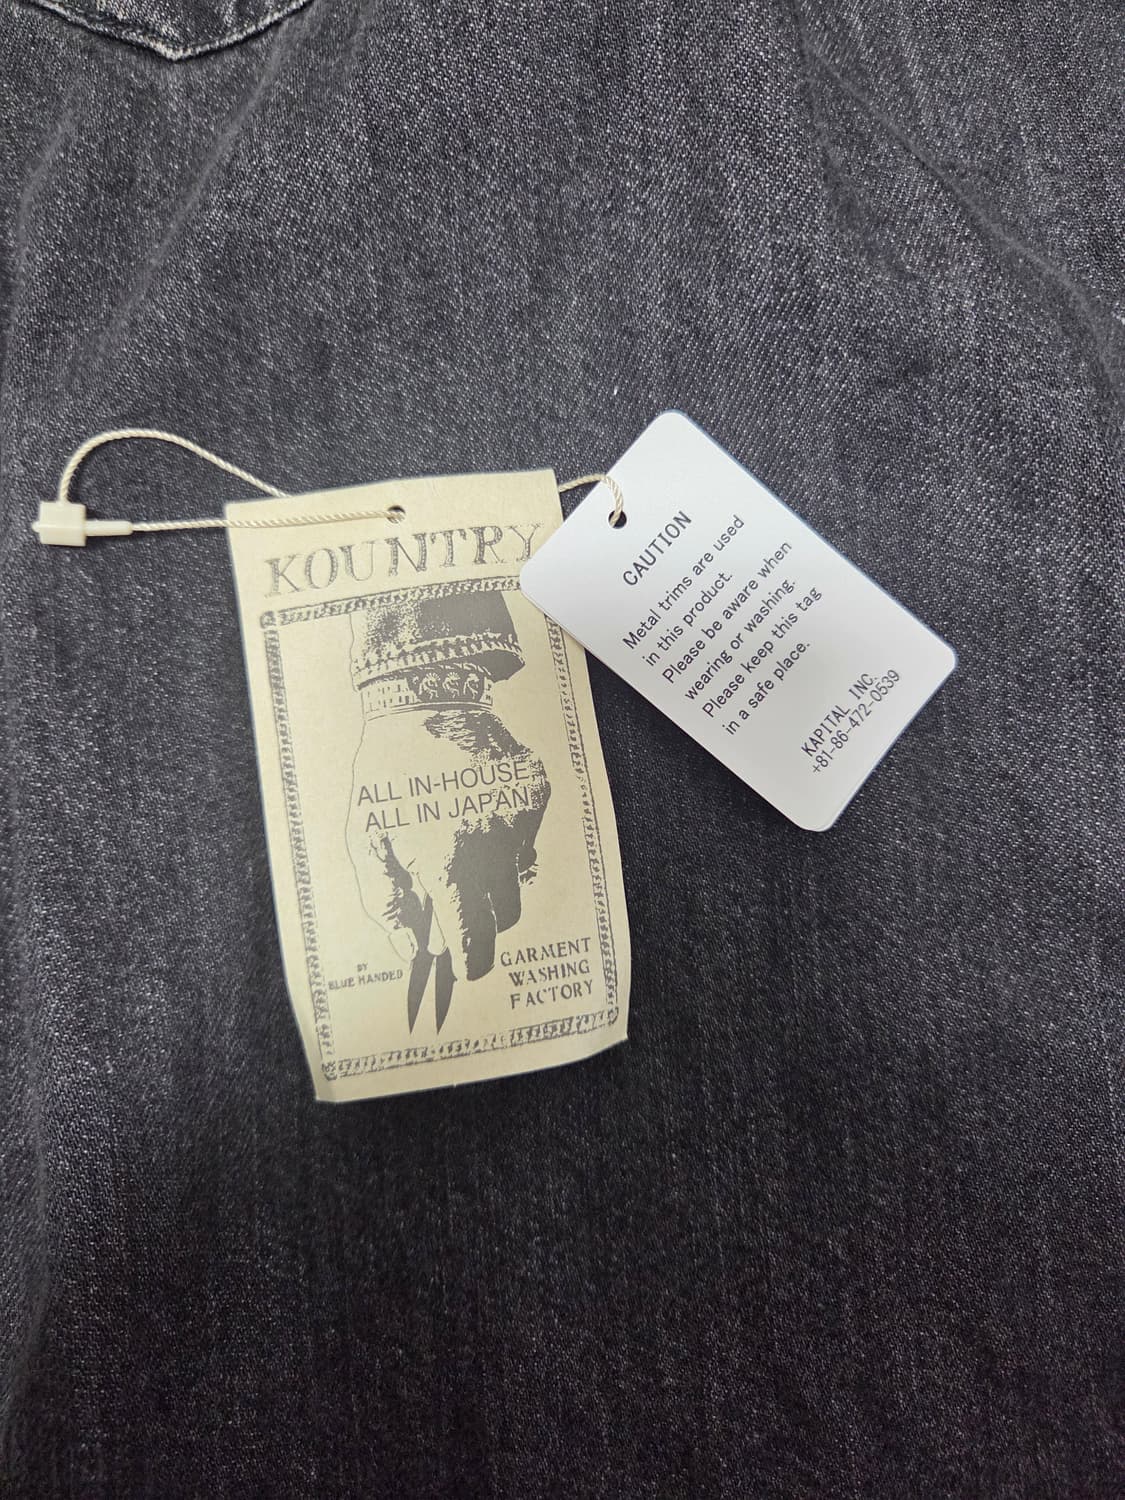 KOUNTRY
ALL IN-HOUSE
ALL IN JAPAN
BY
BLUE HANDED
GARMENT
WASHING
FACTORY
CAUTION
Metal trims are used
in this product.
Please be aware when
wearing or washing.
Please keep this tag
in a safe place.
KAPITAL INC.
+81-86-472-0539